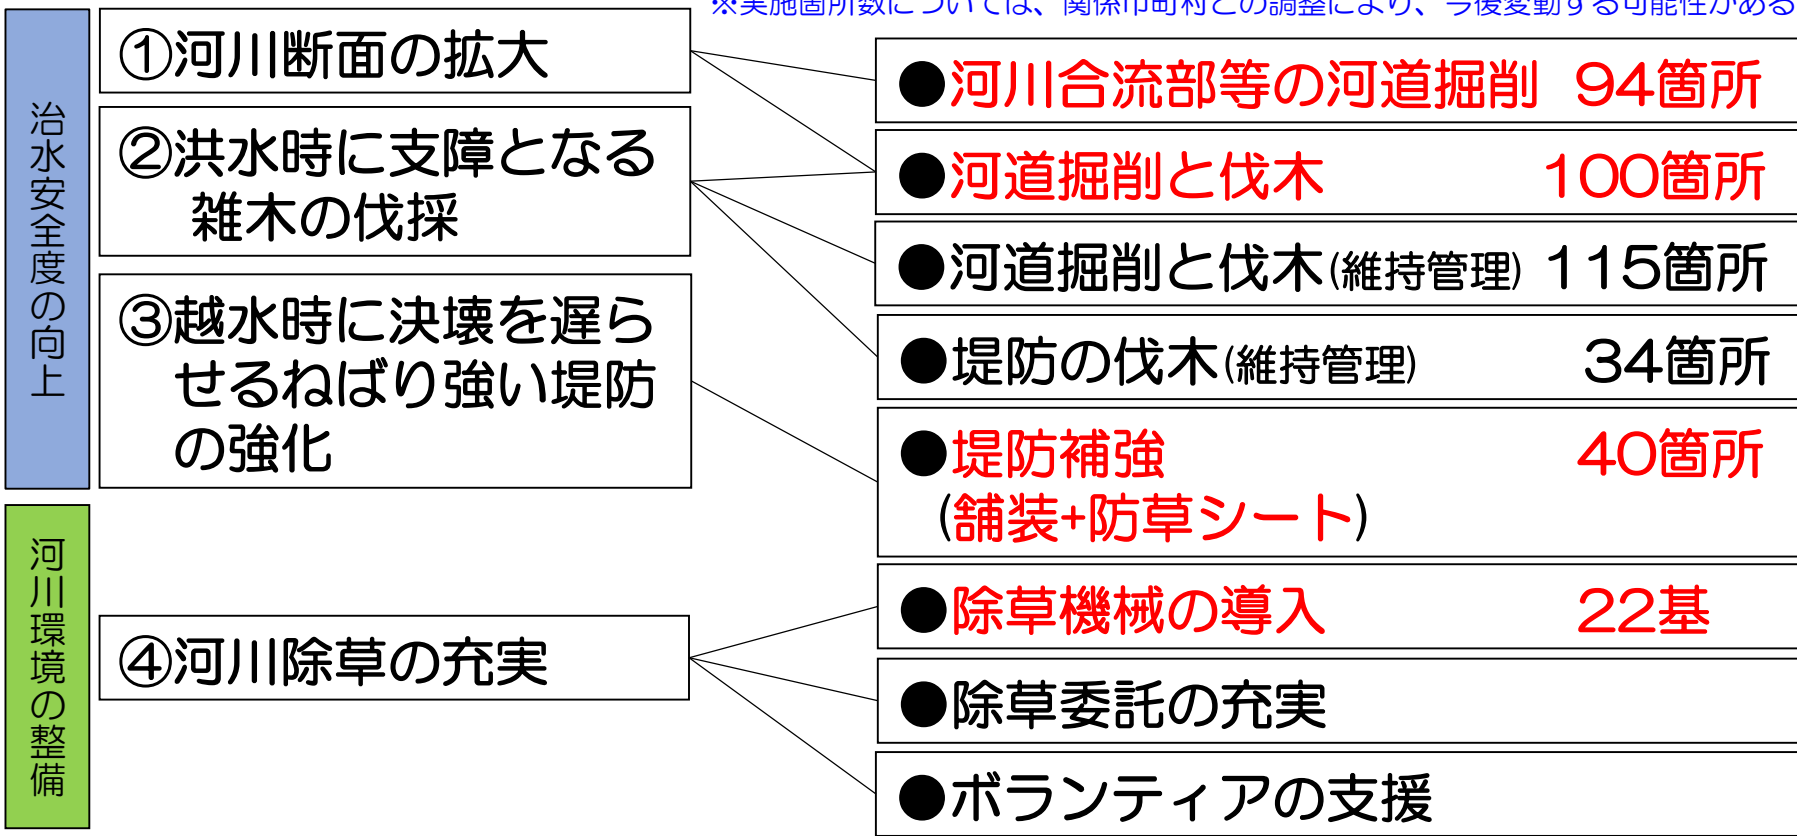 ※実施箇所数については、関係市町村との調整により、今後変動する可能性がある
治水安全度の向上
①河川断面の拡大
②洪水時に支障となる
雑木の伐採
③越水時に決壊を遅ら
せるねばり強い堤防
の強化
●河川合流部等の河道掘削 94箇所
●河道掘削と伐木 100箇所
●河道掘削と伐木(維持管理) 115箇所
●堤防の伐木(維持管理) 34箇所
●堤防補強 40箇所
(舗装+防草シート)
河川環境の整備
④河川除草の充実
●除草機械の導入 22基
●除草委託の充実
●ボランティアの支援